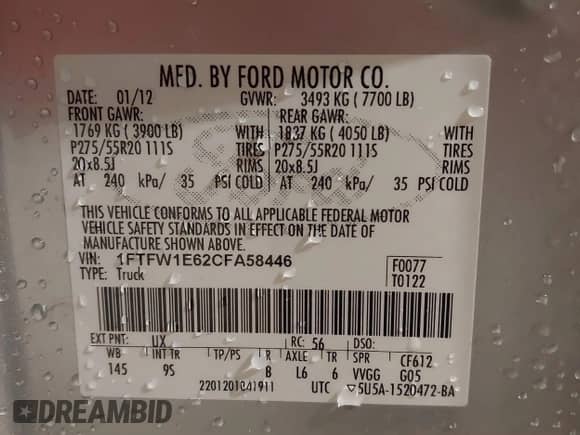 MFD. BY FORD MOTOR CO.
DATE: 01/12 GVWR: 3493 KG ( 7700 LB)
FRONT GAWR: REAR GAWR:
1769 KG ( 3900 LB) WITH 1837 KG ( 4050 LB) WITH
P275/55R20 111S TIRES P275/55R20 111S TIRES
20x8.5J RIMS 20x8.5J RIMS
AT 240 kPa/ 35 PSI COLD AT 240 kPa/ 35 PSI COLD
THIS VEHICLE CONFORMS TO ALL APPLICABLE FEDERAL MOTOR
VEHICLE SAFETY STANDARDS IN EFFECT ON THE DATE OF
MANUFACTURE SHOWN ABOVE.
VIN: 1FTFW1E62CFA58446 F0077
TYPE: Truck T0122
EXT PNT: UX RC: 56 DSO:
WB INT TR TP/PS R AXLE TR SPR CF612
145 9S B L6 6 VVGG G05
2201201041911 UTC ▽5U5A-1520472-BA
DREAMBID